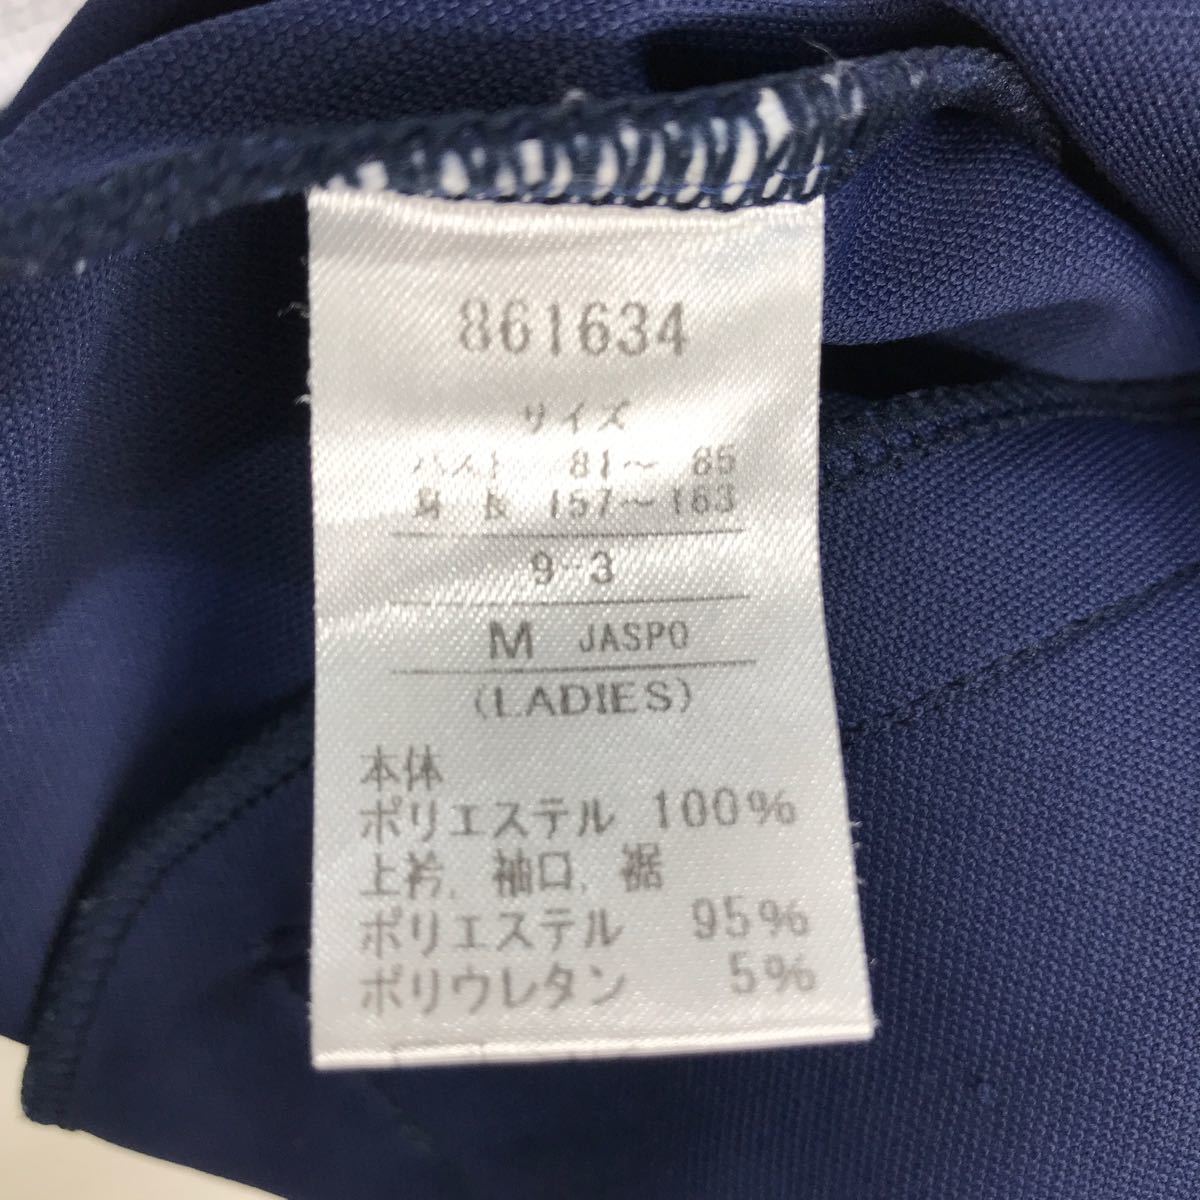 861634
サイズ
バスト 81〜 85
身 長 157〜163
9-3
M JASPO
(LADIES)
本体
ポリエステル 100%
上衿, 袖口, 裾
ポリエステル 95%
ポリウレタン 5%